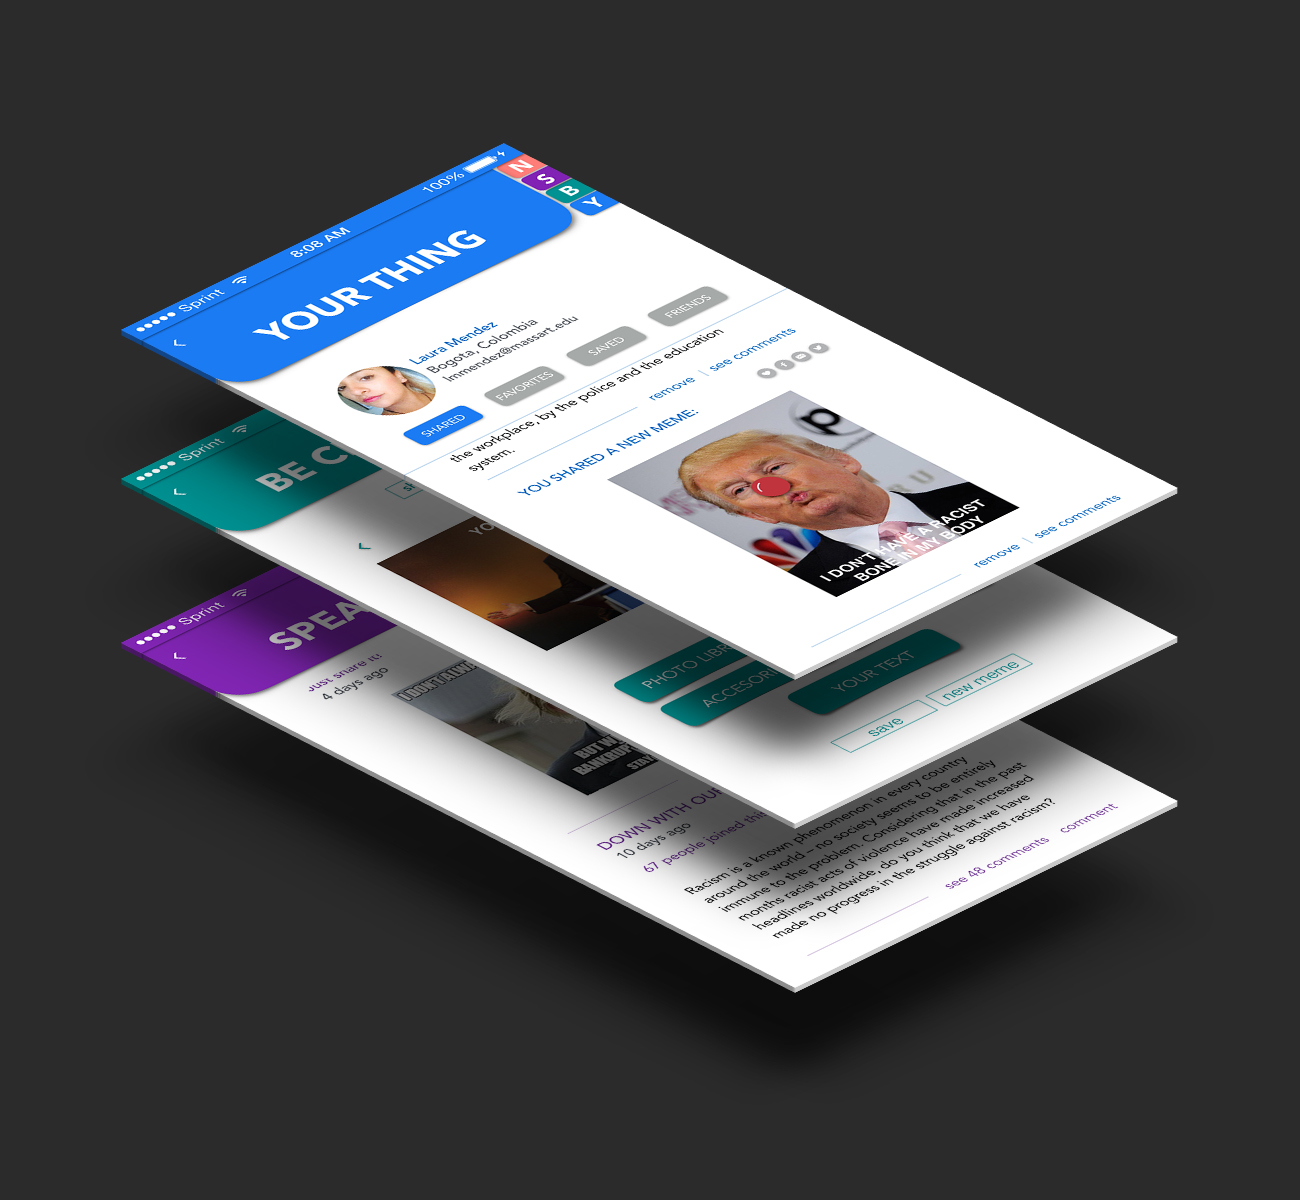 ●●●●● Sprint 8:08 AM 100%
N
S
B
Y
YOUR THING
Laura Mendez
Bogota, Colombia
lmmendez@massart.edu
SHARED
FAVORITES
SAVED
FRIENDS
the workplace, by the police and the education
system.
remove | see comments
YOU SHARED A NEW MEME:
I DON'T HAVE A RACIST
BONE IN MY BODY
remove | see comments
Sprint
BE
PHOTO
YOUR TEXT
save
new meme
Sprint
Just share it!
4 days ago
I DON'T
BUT
STAY
DOWN WITH OUR
10 days ago
67 people joined this
Racism is a known phenomenon in every country
around the world – no society seems to be entirely
immune to the problem. Considering that in the past
months racist acts of violence have made increased
headlines worldwide, do you think that we have
made no progress in the struggle against racism?
see 48 comments comment